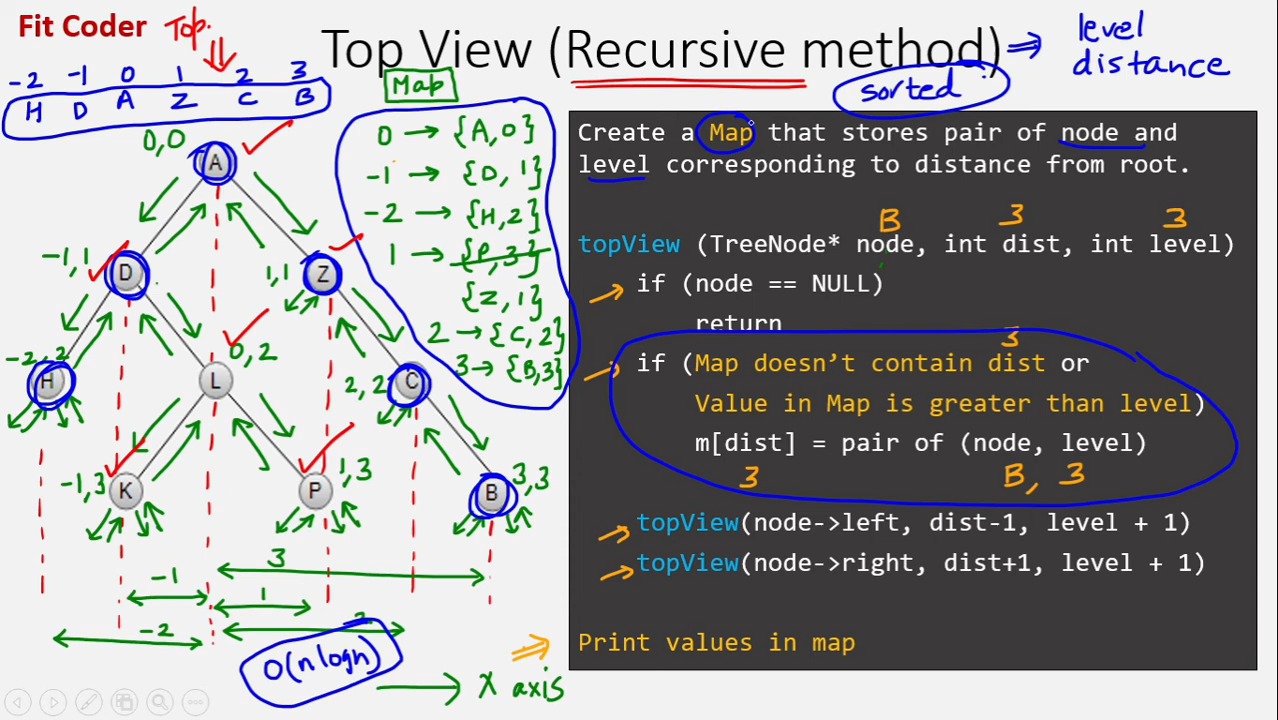 Fit Coder
Top.
Top View (Recursive method) ⇒ level
distance
sorted
-2 -1 0 1 2 3
H D A Z C B
Map
0 → {A,0}
-1 → {D,1}
-2 → {H,2}
1 → {P,3}
{Z,1}
2 → {C,2}
3 → {B,3}
0,0
A
-1,1
D
1,1
Z
-2,2
H
0,2
L
2,2
C
-1,3
K
P
1,3
B
3,3
3
-1
1
-2
2
O(nlogn)
X axis
Create a Map that stores pair of node and
level corresponding to distance from root.
B 3 3
topView (TreeNode* node, int dist, int level)
if (node == NULL)
return
3
if (Map doesn't contain dist or
Value in Map is greater than level)
m[dist] = pair of (node, level)
3 B, 3
topView(node->left, dist-1, level + 1)
topView(node->right, dist+1, level + 1)
Print values in map